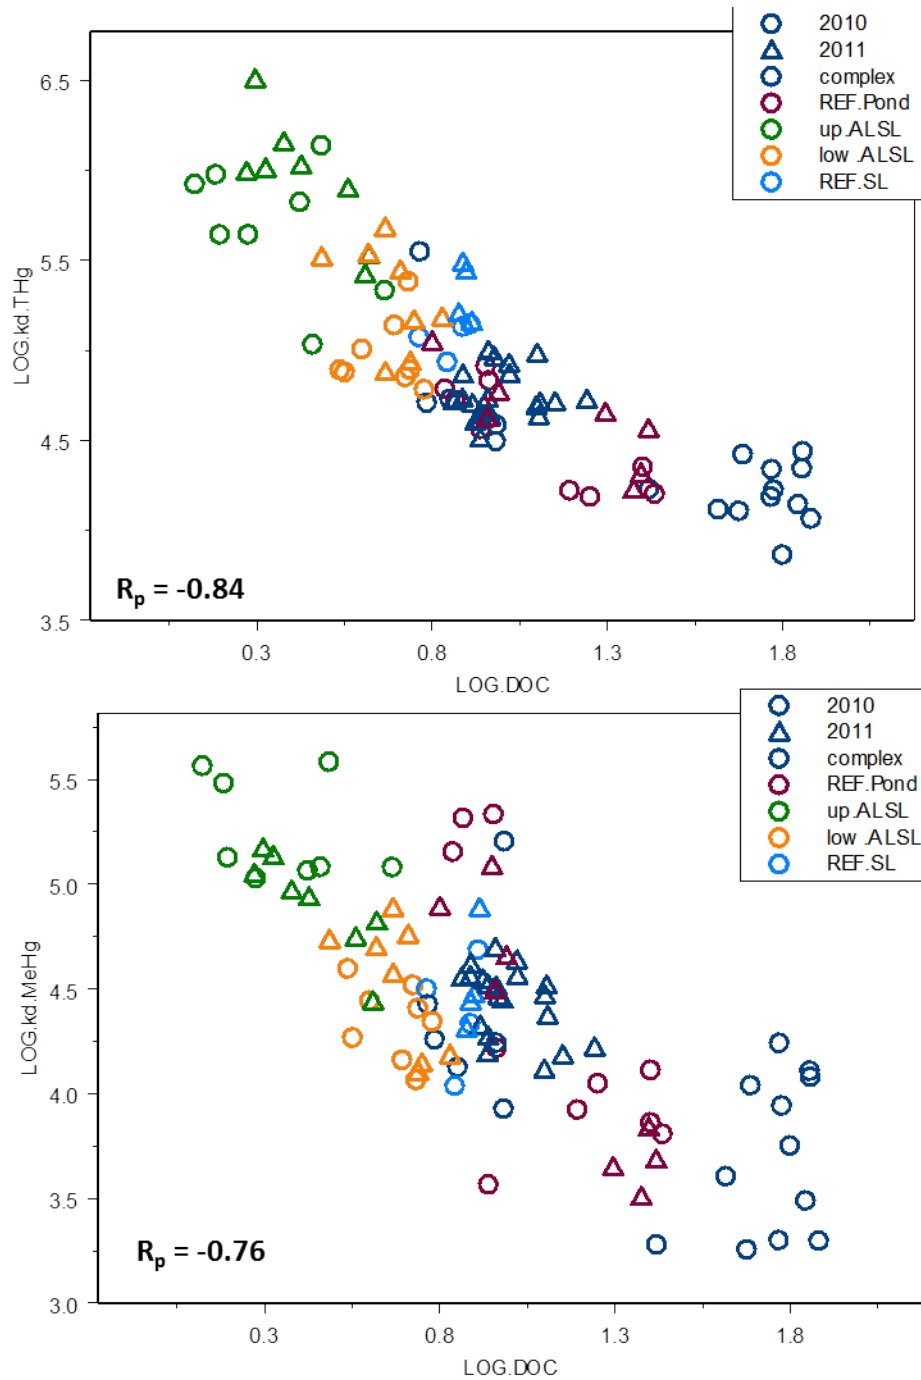 2010
2011
complex
REF.Pond
up.ALSL
low .ALSL
REF.SL
6.5
5.5
4.5
3.5
LOG.kd.THg
Rp = -0.84
0.3 0.8 1.3 1.8
LOG.DOC
2010
2011
complex
REF.Pond
up.ALSL
low .ALSL
REF.SL
5.5
5.0
4.5
4.0
3.5
3.0
LOG.kd.MeHg
Rp = -0.76
0.3 0.8 1.3 1.8
LOG.DOC